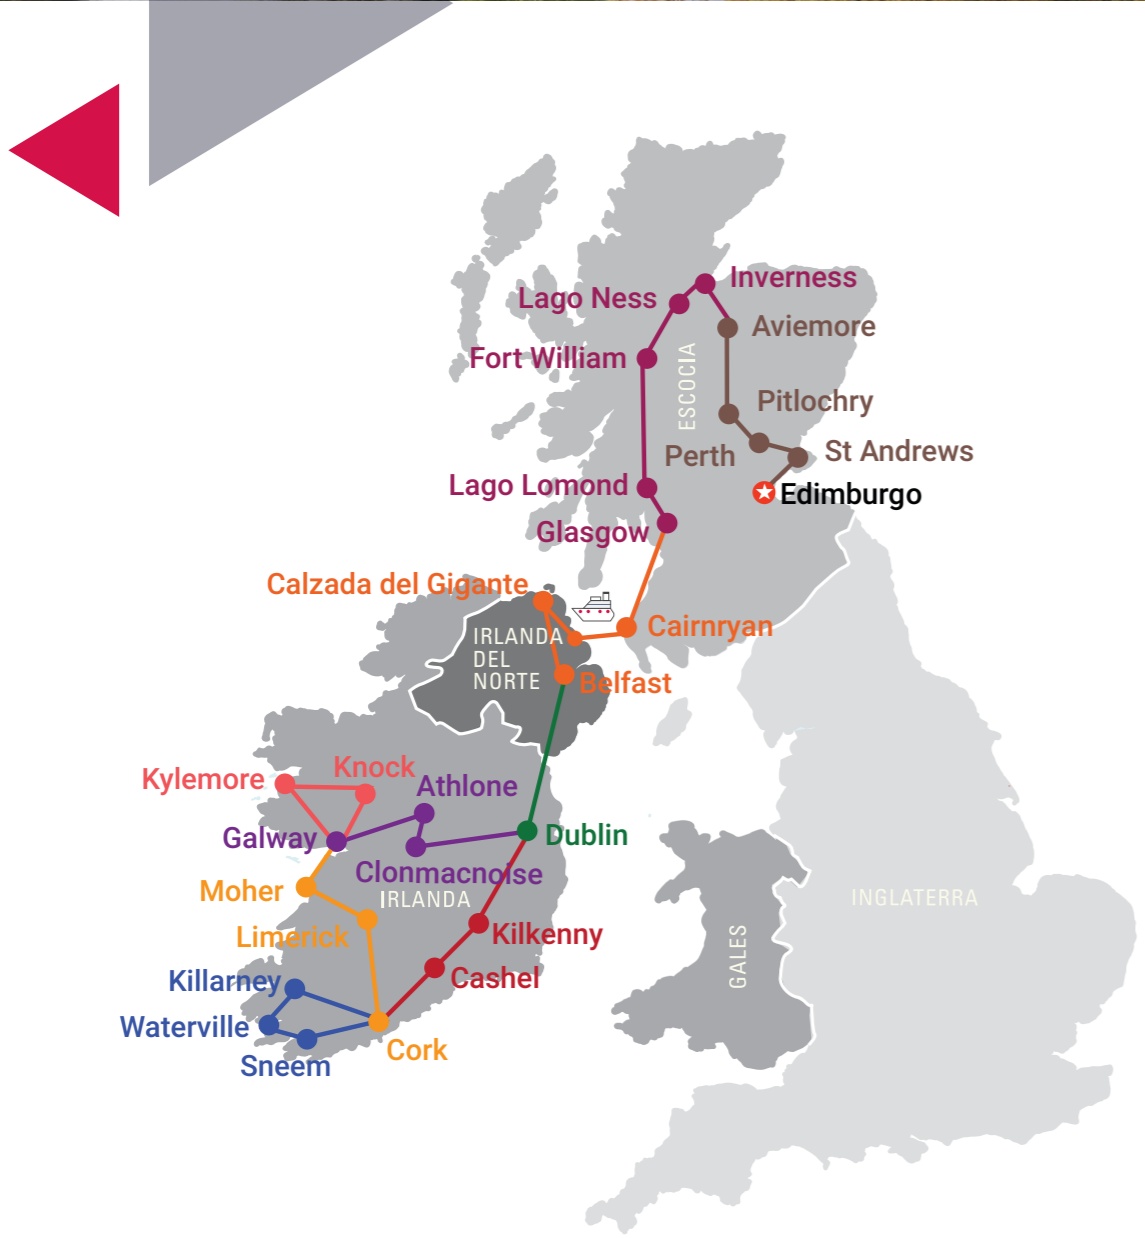 Inverness
Lago Ness
Aviemore
Fort William
ESCOCIA
Pitlochry
Perth
St Andrews
Lago Lomond
Edimburgo
Glasgow
Calzada del Gigante
Cairnryan
IRLANDA
DEL
NORTE
Belfast
Knock
Kylemore
Athlone
Galway
Dublin
Clonmacnoise
Moher
IRLANDA
INGLATERRA
Limerick
Kilkenny
GALES
Cashel
Killarney
Waterville
Cork
Sneem